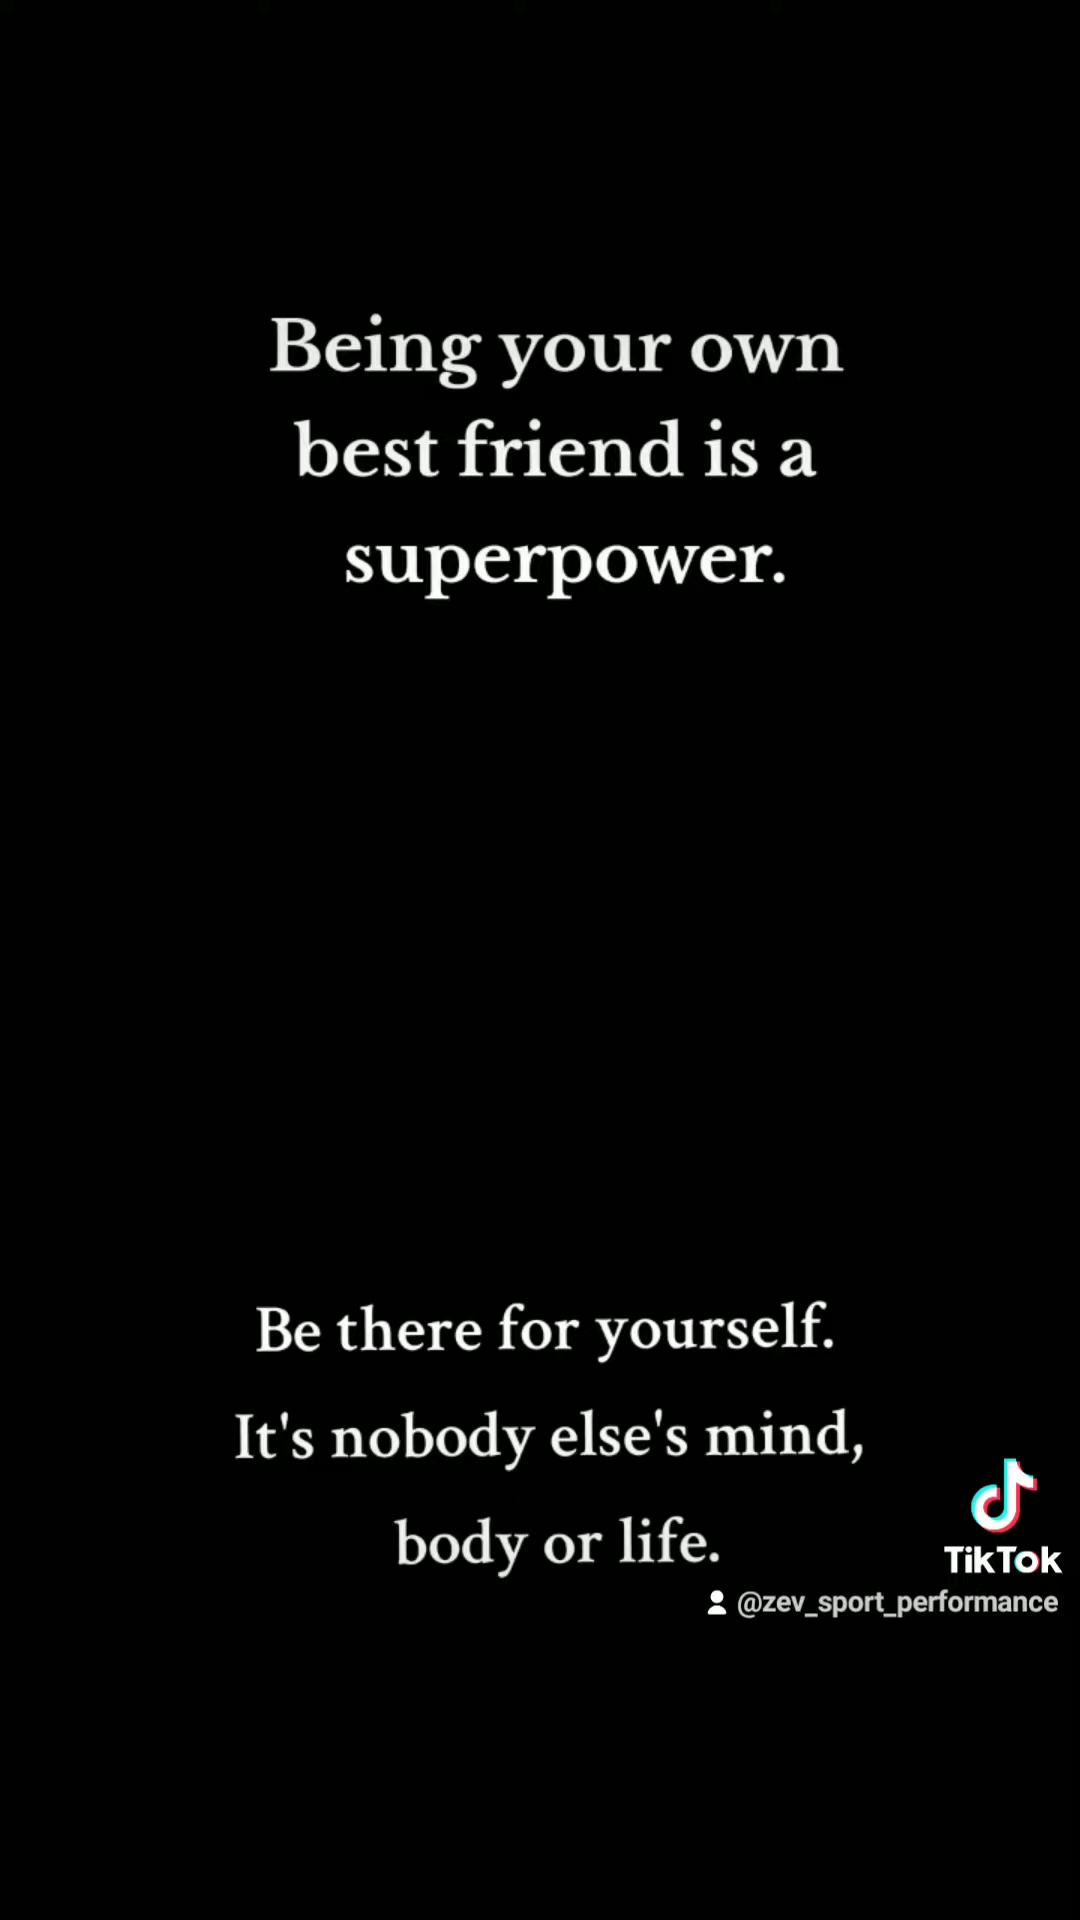 Being your own
best friend is a
superpower.
Be there for yourself.
It's nobody else's mind,
body or life.
TikTok
@zev_sport_performance